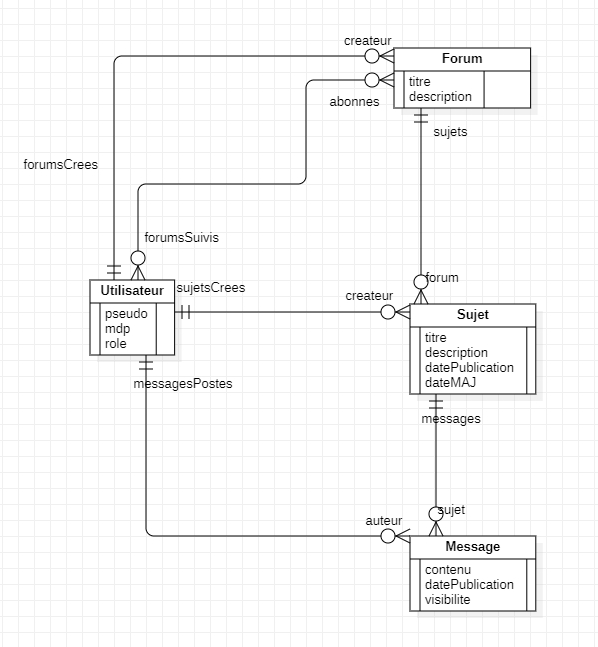 createur
Forum
titre
description
abonnes
sujets
forumsCrees
forumsSuivis
Utilisateur
pseudo
mdp
role
sujetsCrees
createur
forum
Sujet
titre
description
datePublication
dateMAJ
messagesPostes
messages
auteur
sujet
Message
contenu
datePublication
visibilite